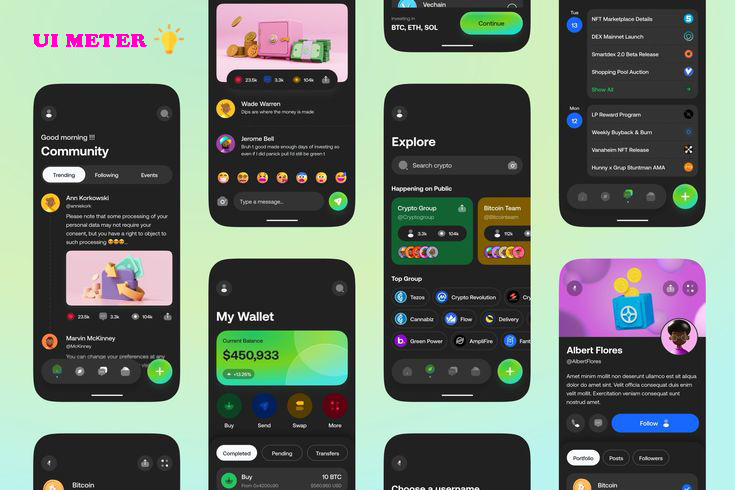 UI METER
Good morning !!!
Community
Trending
Following
Events
Ann Korkowski
@anniekork
Please note that some processing of your
personal data may not require your
consent, but you have a right to object to
such processing
23.5k
3.3k
104k
Marvin McKinney
@McKinney
You can change your preferences at any
Bitcoin
23.5k
3.3k
104k
Wade Warren
Dips are where the money is made
Jerome Bell
Bruh I good made enough days of investing so
even if I did panick put I'd still be green t
Type a message...
My Wallet
Current Balance
$450,933
+13.26%
Buy
Send
Swap
More
Completed
Pending
Transfers
Buy
10 BTC
From 0x4200c90
$560,960 USD
Vechain
Investing in
BTC, ETH, SOL
Continue
Explore
Search crypto
Happening on Public
Crypto Group
@Cryptogroup
3.3k
104k
Bitcoin Team
@Bitcointeam
112k
Top Group
Tezos
Crypto Revolution
Cry
Cannabiz
Flow
Delivery
Green Power
AmpliFire
Fant
Choose a username
Tue
13
NFT Marketplace Details
DEX Mainnet Launch
Smartdex 2.0 Beta Release
Shopping Pool Auction
Show All
Mon
12
LP Reward Program
Weekly Buyback & Burn
Vanaheim NFT Release
Hunny x Grup Stuntman AMA
Albert Flores
@AlbertFlores
Amet minim mollit non deserunt ullamco est sit aliqua
dolor do amet sint. Velit officia consequat duis enim
velit mollit. Exercitation veniam consequat sunt
nostrud amet.
Follow
Portfolio
Posts
Followers
Bitcoin